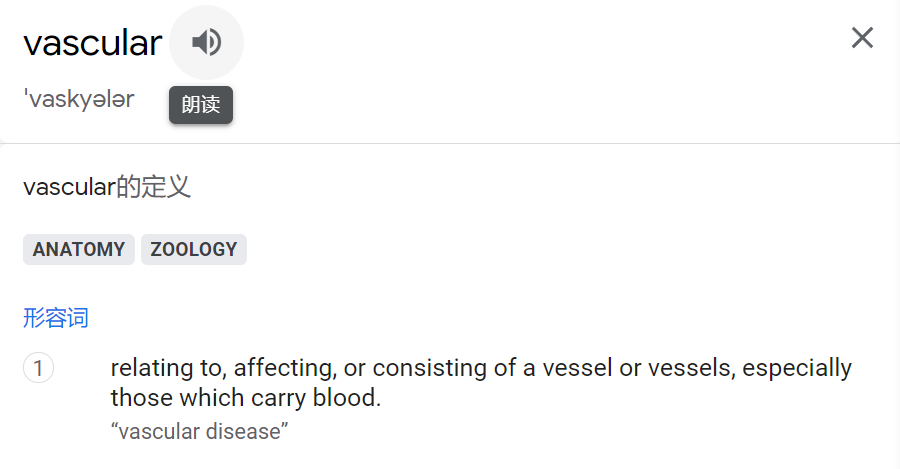 vascular
ˈvaskyələr
朗读
vascular的定义
ANATOMY ZOOLOGY
形容词
1 relating to, affecting, or consisting of a vessel or vessels, especially
those which carry blood.
“vascular disease”